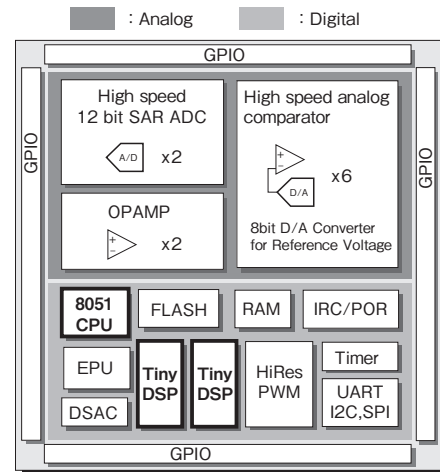 : Analog
: Digital
GPIO
GPIO
GPIO
High speed
12 bit SAR ADC
A/D
x2
High speed analog
comparator
+
−
D/A
x6
8bit D/A Converter
for Reference Voltage
OPAMP
+
−
x2
8051
CPU
FLASH
RAM
IRC/POR
EPU
DSAC
Tiny
DSP
Tiny
DSP
HiRes
PWM
Timer
UART
I2C,SPI
GPIO